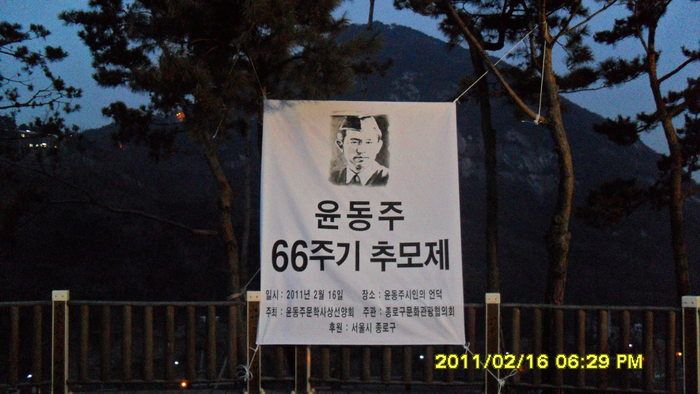 윤동주
66주기 추모제
일시 : 2011년 2월 16일 장소 : 윤동주시인의 언덕
주최 : 윤동주문학사상선양회 주관 : 종로구문화관광협의회
후원 : 서울시 종로구
2011/02/16 06:29 PM